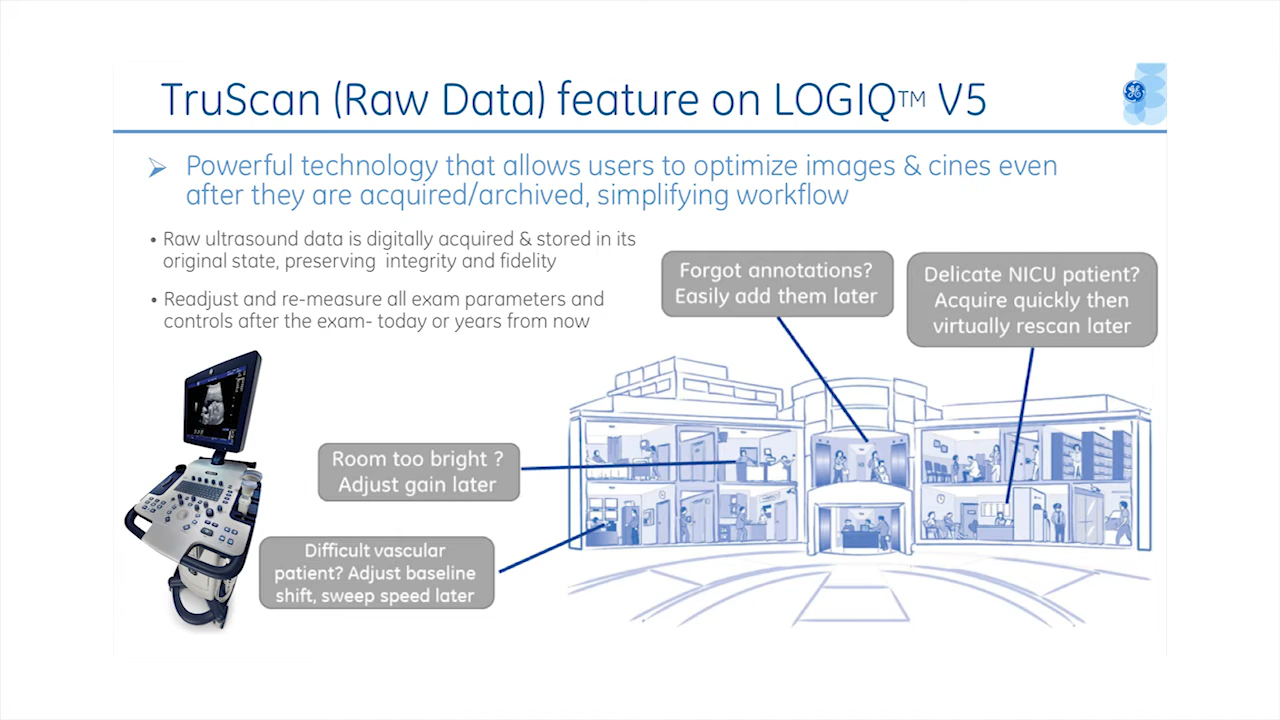 TruScan (Raw Data) feature on LOGIQ™ V5
➢ Powerful technology that allows users to optimize images & cines even
after they are acquired/archived, simplifying workflow
• Raw ultrasound data is digitally acquired & stored in its
original state, preserving integrity and fidelity
• Readjust and re-measure all exam parameters and
controls after the exam- today or years from now
Forgot annotations?
Easily add them later
Delicate NICU patient?
Acquire quickly then
virtually rescan later
Room too bright ?
Adjust gain later
Difficult vascular
patient? Adjust baseline
shift, sweep speed later